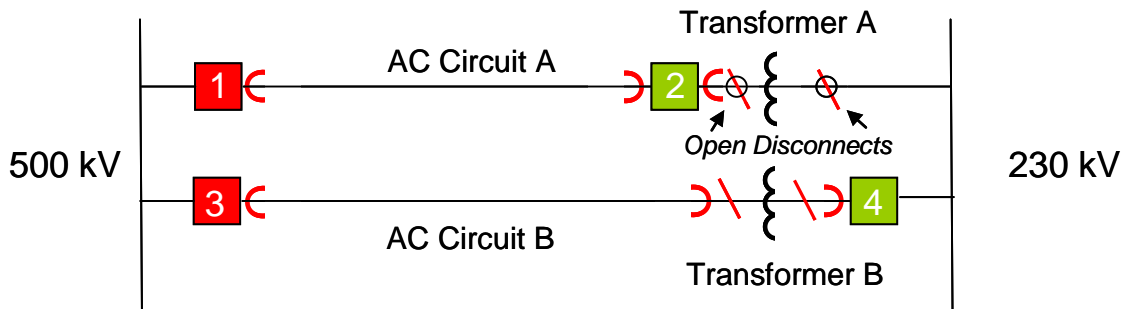 Transformer A
AC Circuit A
1
2
Open Disconnects
500 kV
230 kV
3
4
AC Circuit B
Transformer B